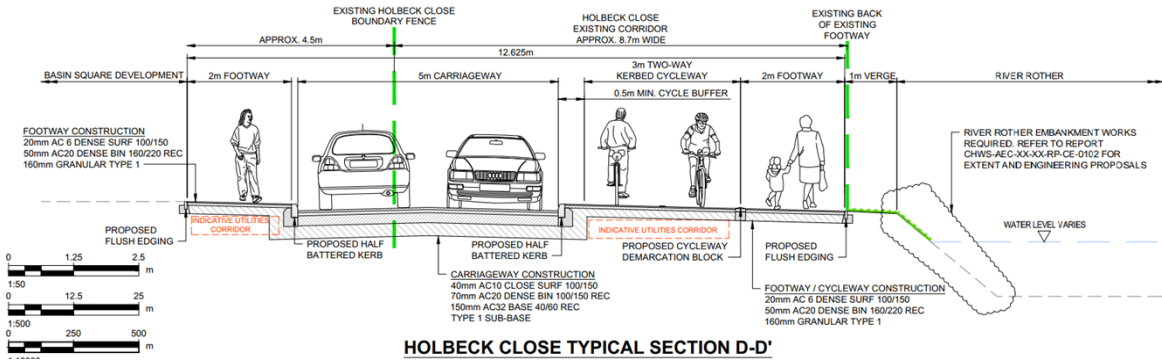 EXISTING HOLBECK CLOSE
BOUNDARY FENCE
HOLBECK CLOSE
EXISTING CORRIDOR
APPROX. 8.7m WIDE
EXISTING BACK
OF EXISTING
FOOTWAY
APPROX. 4.5m
12.625m
BASIN SQUARE DEVELOPMENT
2m FOOTWAY
5m CARRIAGEWAY
3m TWO-WAY
KERBED CYCLEWAY
2m FOOTWAY
1m VERGE
RIVER ROTHER
0.5m MIN. CYCLE BUFFER
FOOTWAY CONSTRUCTION
20mm AC 6 DENSE SURF 100/150
50mm AC20 DENSE BIN 160/220 REC
160mm GRANULAR TYPE 1
RIVER ROTHER EMBANKMENT WORKS
REQUIRED. REFER TO REPORT
CHWS-AEC-XX-XX-RP-CE-0102 FOR
EXTENT AND ENGINEERING PROPOSALS
INDICATIVE UTILITIES
CORRIDOR
INDICATIVE UTILITIES CORRIDOR
WATER LEVEL VARIES
PROPOSED
FLUSH EDGING
PROPOSED HALF
BATTERED KERB
PROPOSED HALF
BATTERED KERB
PROPOSED CYCLEWAY
DEMARCATION BLOCK
PROPOSED
FLUSH EDGING
CARRIAGEWAY CONSTRUCTION
40mm AC10 CLOSE SURF 100/150
70mm AC20 DENSE BIN 100/150 REC
150mm AC32 BASE 40/60 REC
TYPE 1 SUB-BASE
FOOTWAY / CYCLEWAY CONSTRUCTION
20mm AC 6 DENSE SURF 100/150
50mm AC20 DENSE BIN 160/220 REC
160mm GRANULAR TYPE 1
0 1.25 2.5
m
1:50
0 12.5 25
m
1:500
0 250 500
m
HOLBECK CLOSE TYPICAL SECTION D-D'